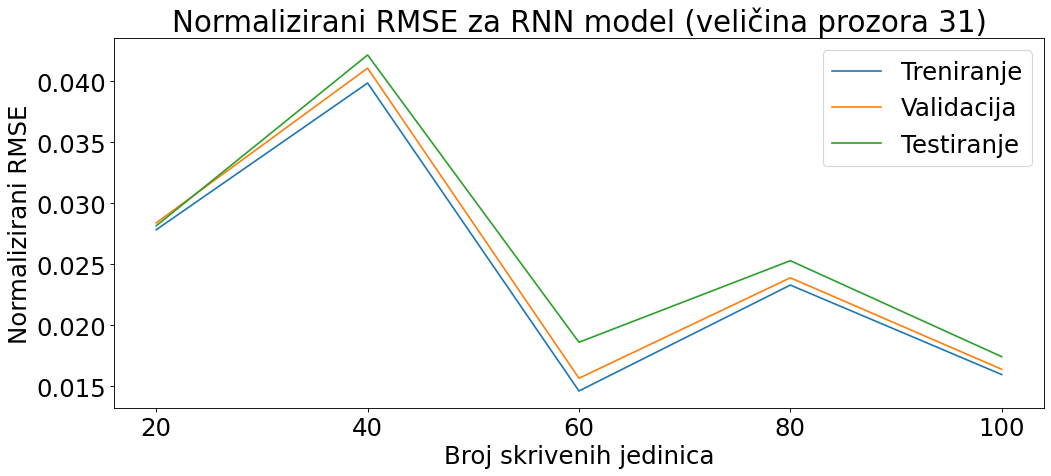 Normalizirani RMSE za RNN model (veličina prozora 31)
Treniranje
Validacija
Testiranje
Normalizirani RMSE
0.040
0.035
0.030
0.025
0.020
0.015
20 40 60 80 100
Broj skrivenih jedinica